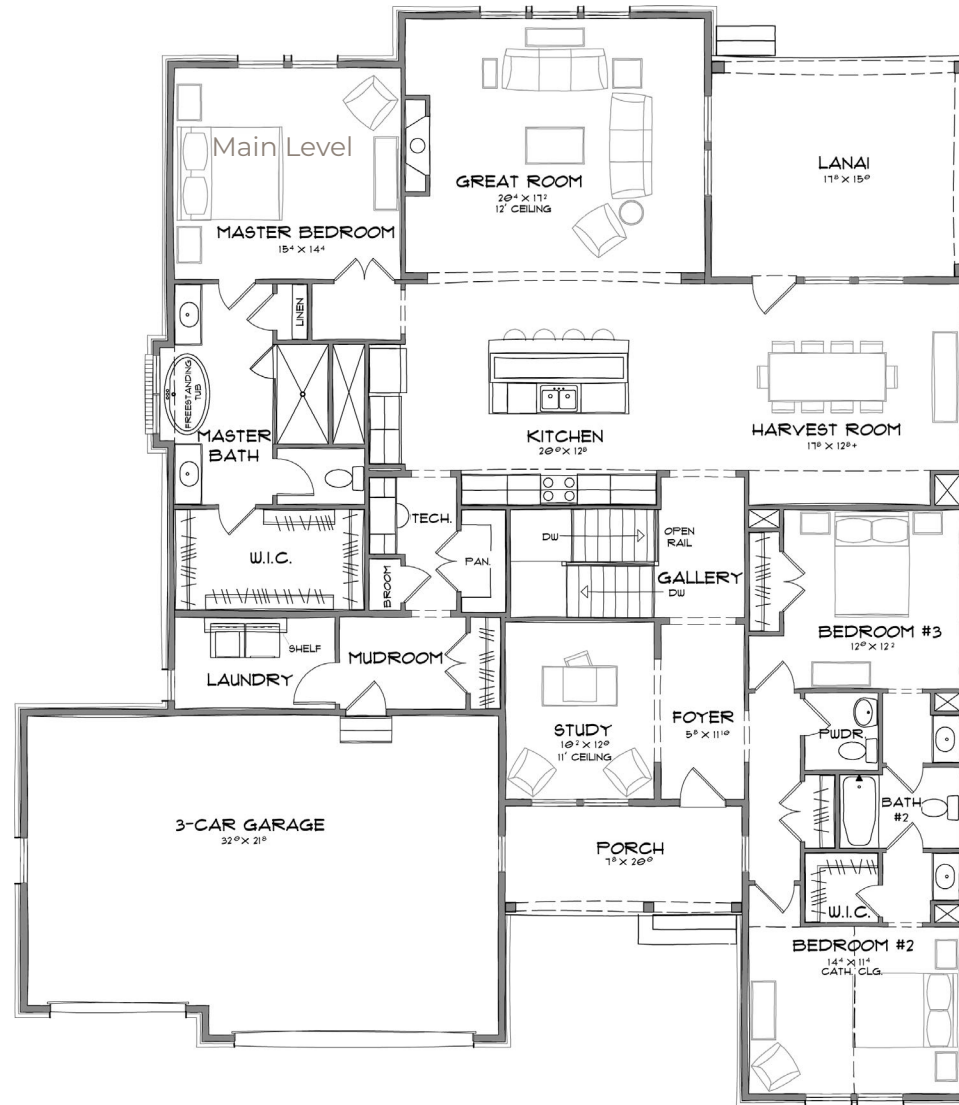 Main Level
MASTER BEDROOM
15⁴ X 14⁴
GREAT ROOM
20⁴ X 17²
12' CEILING
LANAI
17⁸ X 15⁰
LINEN
FREESTANDING
TUB
MASTER
BATH
KITCHEN
20⁰ X 12⁸
HARVEST ROOM
17⁸ X 12⁸+
TECH.
W.I.C.
BROOM
PAN.
DW
OPEN
RAIL
GALLERY
DW
BEDROOM #3
12⁰ X 12²
SHELF
LAUNDRY
MUDROOM
STUDY
10² X 12⁰
11' CEILING
FOYER
5⁸ X 11¹⁰
PWDR.
BATH
#2
3-CAR GARAGE
32⁰ X 21⁸
PORCH
7⁸ X 20⁰
W.I.C.
BEDROOM #2
14⁴ X 11⁴
CATH. CLG.